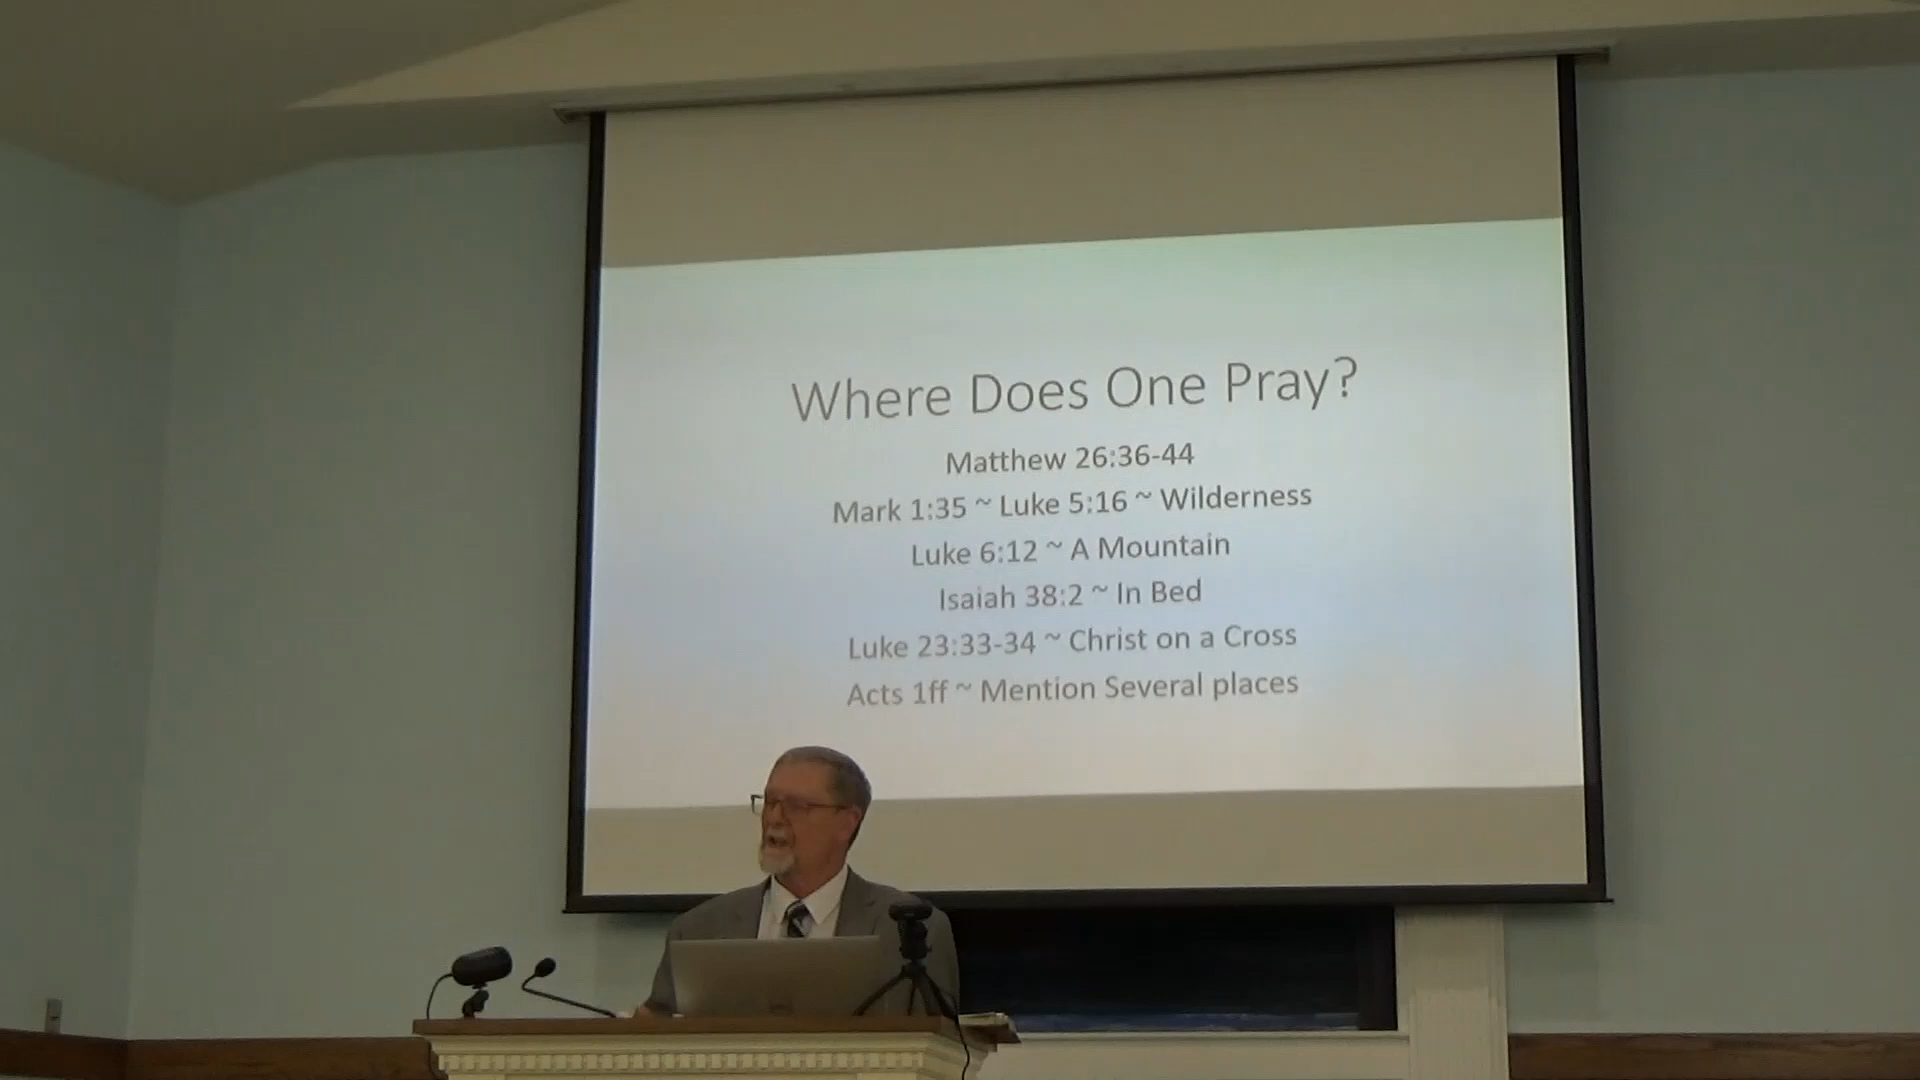 Where Does One Pray?
Matthew 26:36-44
Mark 1:35 ~ Luke 5:16 ~ Wilderness
Luke 6:12 ~ A Mountain
Isaiah 38:2 ~ In Bed
Luke 23:33-34 ~ Christ on a Cross
Acts 1ff ~ Mention Several places